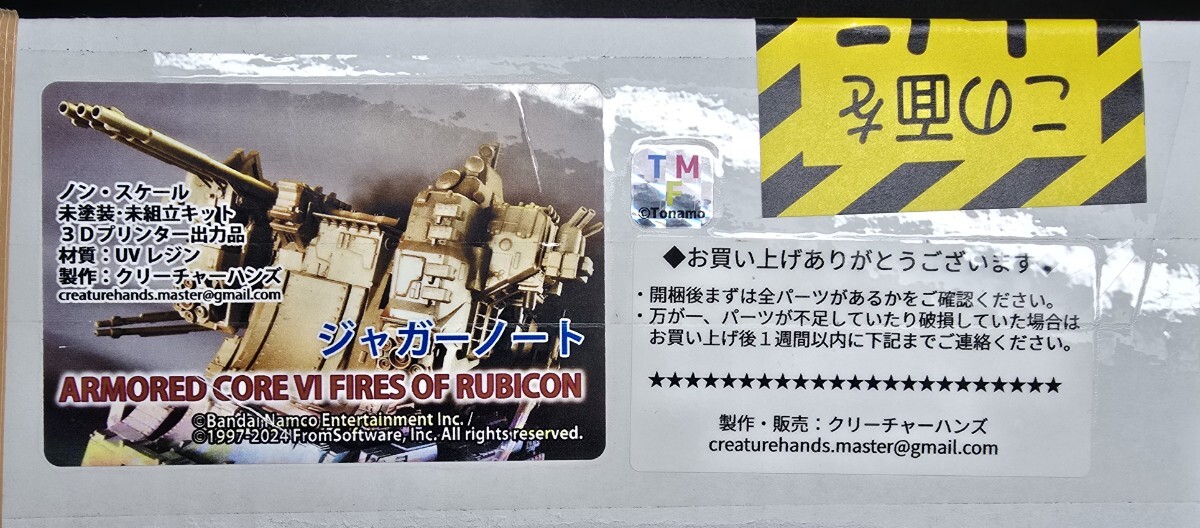 ノン・スケール
未塗装・未組立キット
3Dプリンター出力品
材質：UVレジン
製作：クリーチャーハンズ
creaturehands.master@gmail.com
ジャガーノート
ARMORED CORE VI FIRES OF RUBICON
©Bandai Namco Entertainment Inc. /
©1997-2024 FromSoftware, Inc. All rights reserved.
TM
F
©Tonamo
この面を
◆お買い上げありがとうございます◆
・開梱後まずは全パーツがあるかをご確認ください。
・万が一、パーツが不足していたり破損していた場合は
お買い上げ後1週間以内に下記までご連絡ください。
★★★★★★★★★★★★★★★★★★★★★★★
製作・販売：クリーチャーハンズ
creaturehands.master@gmail.com